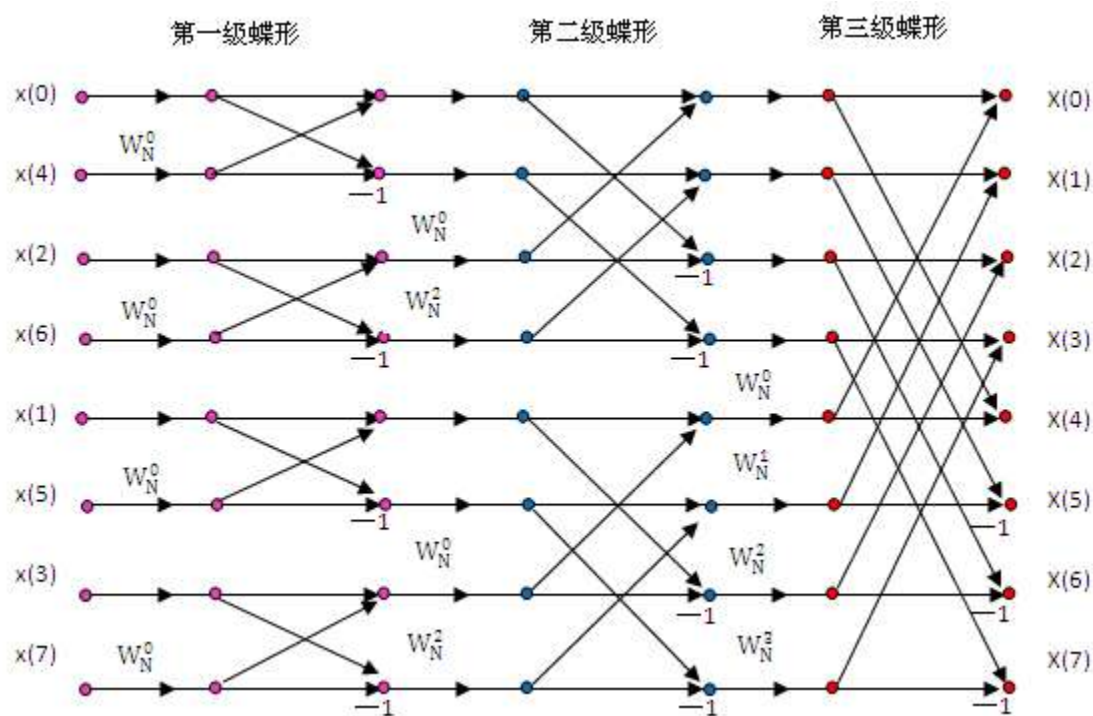 第一级蝶形 第二级蝶形 第三级蝶形
x(0) X(0)
W_N^0
x(4) X(1)
—1
W_N^0
x(2) X(2)
—1
W_N^0 W_N^2
x(6) X(3)
—1 —1
W_N^0
x(1) X(4)
W_N^0 W_N^1
x(5) X(5)
—1 —1
W_N^0 W_N^2
x(3) X(6)
—1 —1
W_N^0 W_N^2 W_N^3
x(7) X(7)
—1 —1 —1